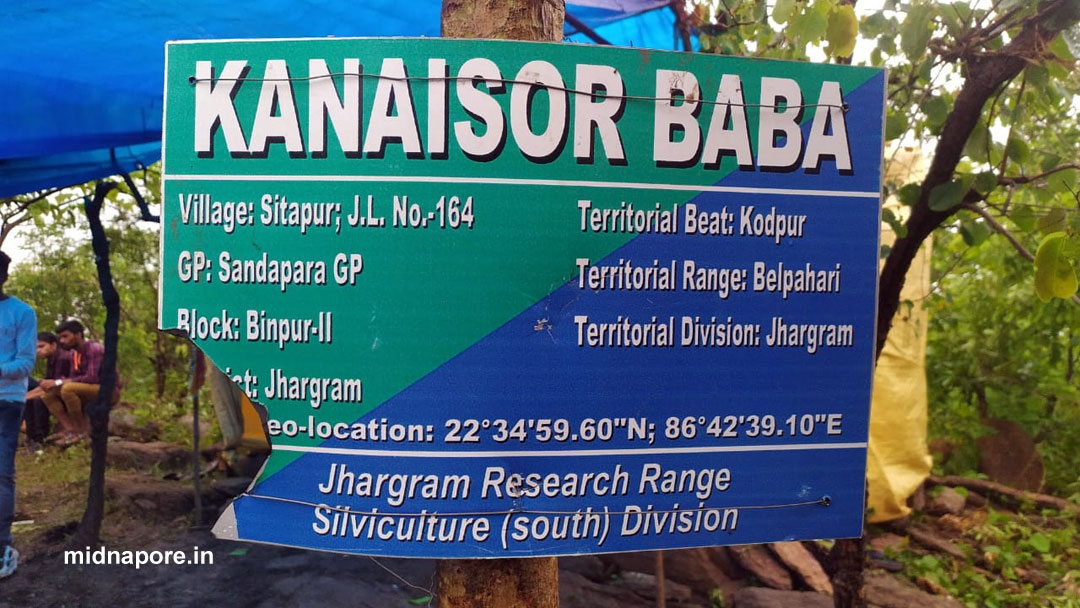 KANAISOR BABA
Village: Sitapur; J.L. No.-164
GP: Sandapara GP
Block: Binpur-II
ict: Jhargram
Territorial Beat: Kodpur
Territorial Range: Belpahari
Territorial Division: Jhargram
eo-location: 22°34'59.60"N; 86°42'39.10"E
Jhargram Research Range
Silviculture (south) Division
midnapore.in